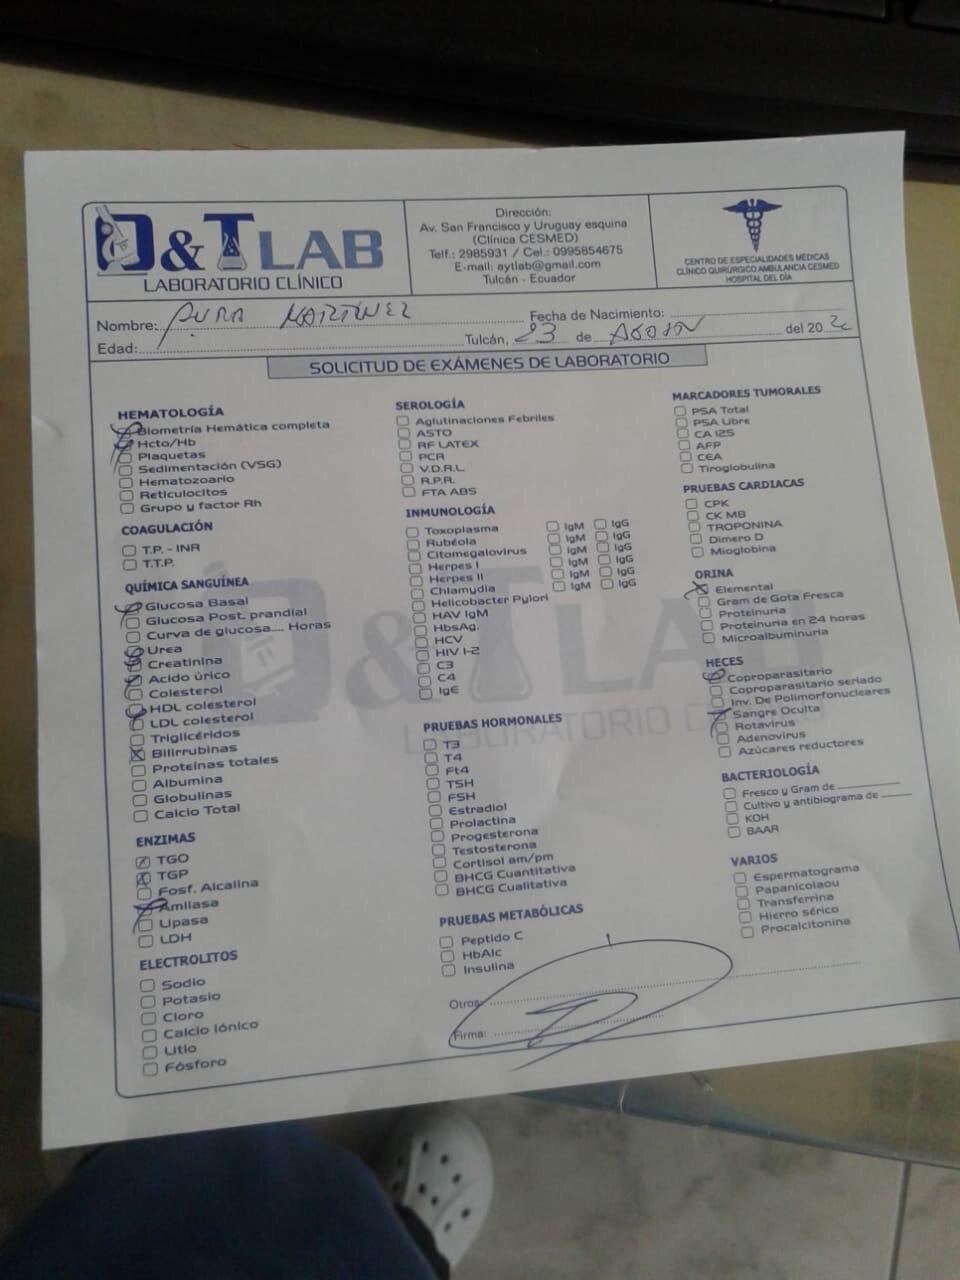 D&T LAB
LABORATORIO CLÍNICO
Dirección:
Av. San Francisco y Uruguay esquina
(Clínica CESMED)
Telf.: 2985931 / Cel.: 0995854675
E-mail: aytlab@gmail.com
Tulcán - Ecuador
CENTRO DE ESPECIALIDADES MÉDICAS
CLÍNICO QUIRÚRGICO AMBULANCIA CESMED
HOSPITAL DEL DÍA
Nombre: MARTINEZ Fecha de Nacimiento:
Edad: Tulcán, 23 de AGOSTO del 202
SOLICITUD DE EXÁMENES DE LABORATORIO
HEMATOLOGÍA
Biometría Hemática completa
Hcto/Hb
Plaquetas
Sedimentación (VSG)
Hematozoario
Reticulocitos
Grupo y factor Rh
COAGULACIÓN
T.P. - INR
T.T.P.
QUÍMICA SANGUÍNEA
Glucosa Basal
Glucosa Post. prandial
Curva de glucosa.... Horas
Urea
Creatinina
Acido úrico
Colesterol
HDL colesterol
LDL colesterol
Triglicéridos
Bilirrubinas
Proteínas totales
Albumina
Globulinas
Calcio Total
ENZIMAS
TGO
TGP
Fosf. Alcalina
Amilasa
Lipasa
LDH
ELECTROLITOS
Sodio
Potasio
Cloro
Calcio Iónico
Litio
Fósforo
SEROLOGÍA
Aglutinaciones Febriles
ASTO
RF LATEX
PCR
V.D.R.L
R.P.R.
FTA ABS
INMUNOLOGÍA
Toxoplasma IgM IgG
Rubéola IgM IgG
Citomegalovirus IgM IgG
Herpes I IgM IgG
Herpes II IgM IgG
Chlamydia IgM IgG
Helicobacter Pylori
HAV IgM
HbsAg.
HCV
HIV 1-2
C3
C4
IgE
PRUEBAS HORMONALES
T3
T4
Ft4
TSH
FSH
Estradiol
Prolactina
Progesterona
Testosterona
Cortisol am/pm
BHCG Cuantitativa
BHCG Cualitativa
PRUEBAS METABÓLICAS
Peptido C
HbAlc
Insulina
Otros:
Firma:
MARCADORES TUMORALES
PSA Total
PSA Libre
CA 125
AFP
CEA
Tiroglobulina
PRUEBAS CARDIACAS
CPK
CK MB
TROPONINA
Dimero D
Mioglobina
ORINA
Elemental
Gram de Gota Fresca
Proteinuria
Proteinuria en 24 horas
Microalbuminuria
HECES
Coproparasitario
Coproparasitario seriado
Inv. De Polimorfonucleares
Sangre Oculta
Rotavirus
Adenovirus
Azúcares reductores
BACTERIOLOGÍA
Fresco y Gram de
Cultivo y antibiograma de
KOH
BAAR
VARIOS
Espermatograma
Papanicolaou
Transferrina
Hierro sérico
Procalcitonina